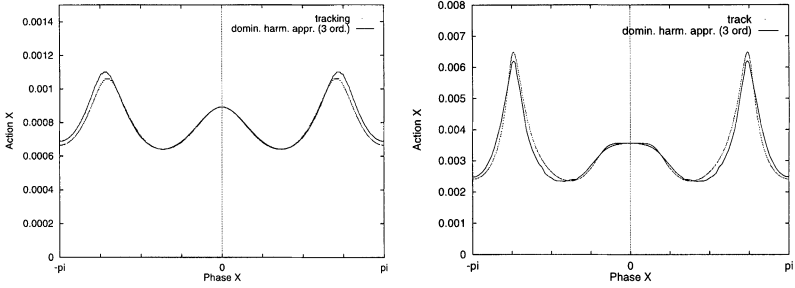 0.0014
tracking
domin. harm. appr. (3 ord.)
0.0012
0.001
0.0008
0.0006
0.0004
0.0002
0
Action X
-pi
0
pi
Phase X
0.008
track
domin. harm. appr. (3 ord)
0.007
0.006
0.005
0.004
0.003
0.002
0.001
0
Action X
-pi
0
pi
Phase X